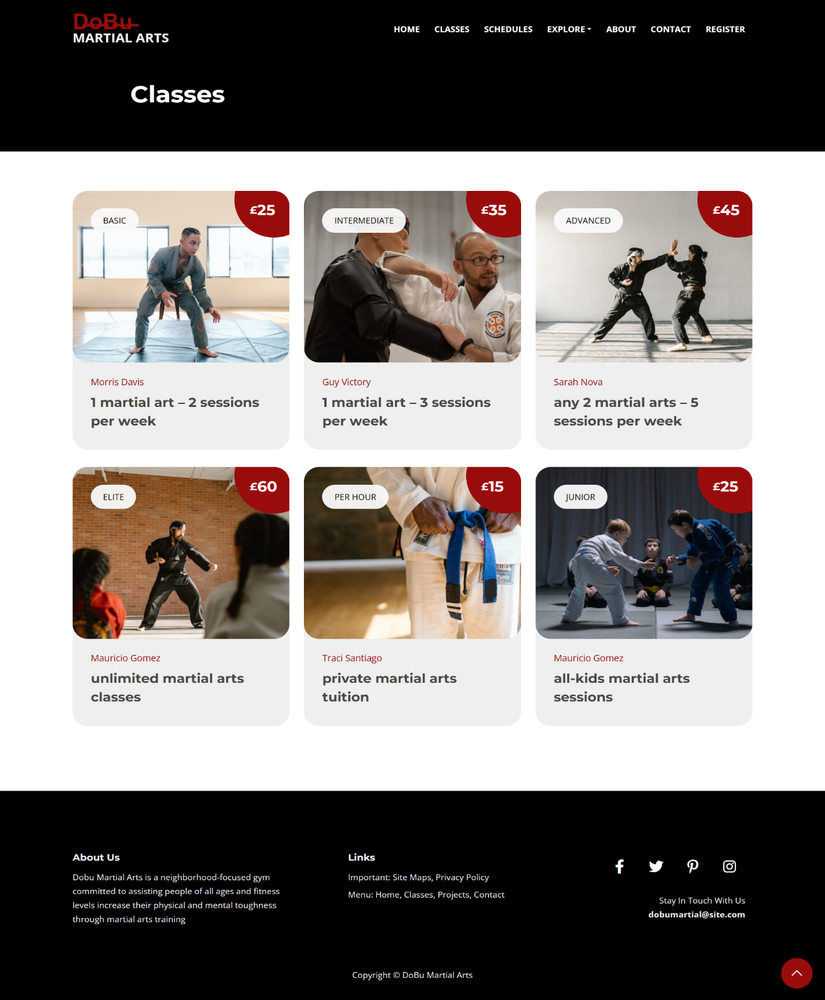 DoBu
MARTIAL ARTS
HOME CLASSES SCHEDULES EXPLORE ABOUT CONTACT REGISTER
Classes
BASIC
£25
Morris Davis
1 martial art – 2 sessions
per week
INTERMEDIATE
£35
Guy Victory
1 martial art – 3 sessions
per week
ADVANCED
£45
Sarah Nova
any 2 martial arts – 5
sessions per week
ELITE
£60
Mauricio Gomez
unlimited martial arts
classes
PER HOUR
£15
Traci Santiago
private martial arts
tuition
JUNIOR
£25
Mauricio Gomez
all-kids martial arts
sessions
About Us
Dobu Martial Arts is a neighborhood-focused gym
committed to assisting people of all ages and fitness
levels increase their physical and mental toughness
through martial arts training
Links
Important: Site Maps, Privacy Policy
Menu: Home, Classes, Projects, Contact
Stay In Touch With Us
dobumartial@site.com
Copyright © DoBu Martial Arts